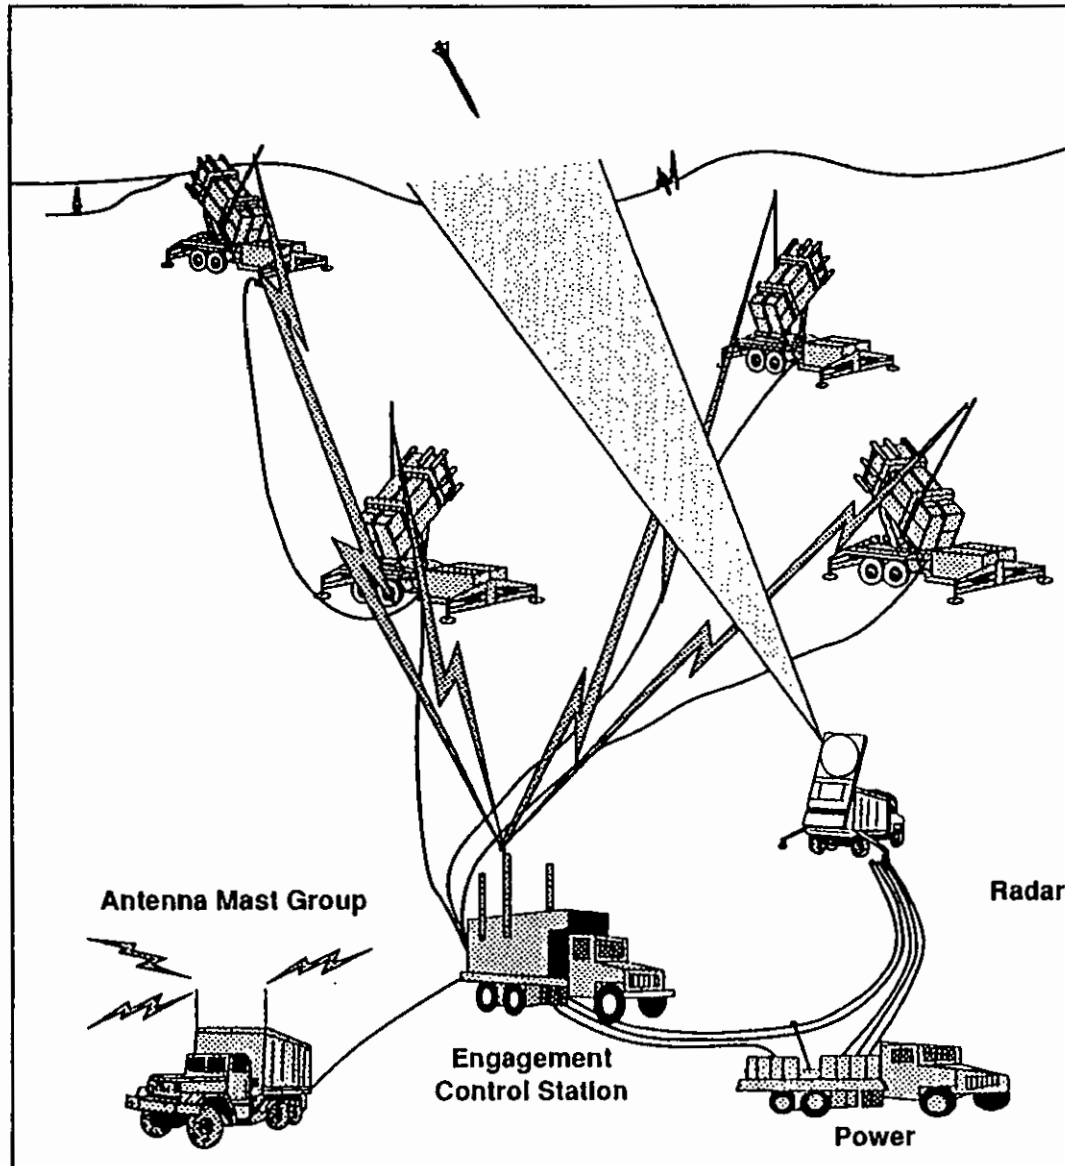 Antenna Mast Group
Radar
Engagement
Control Station
Power